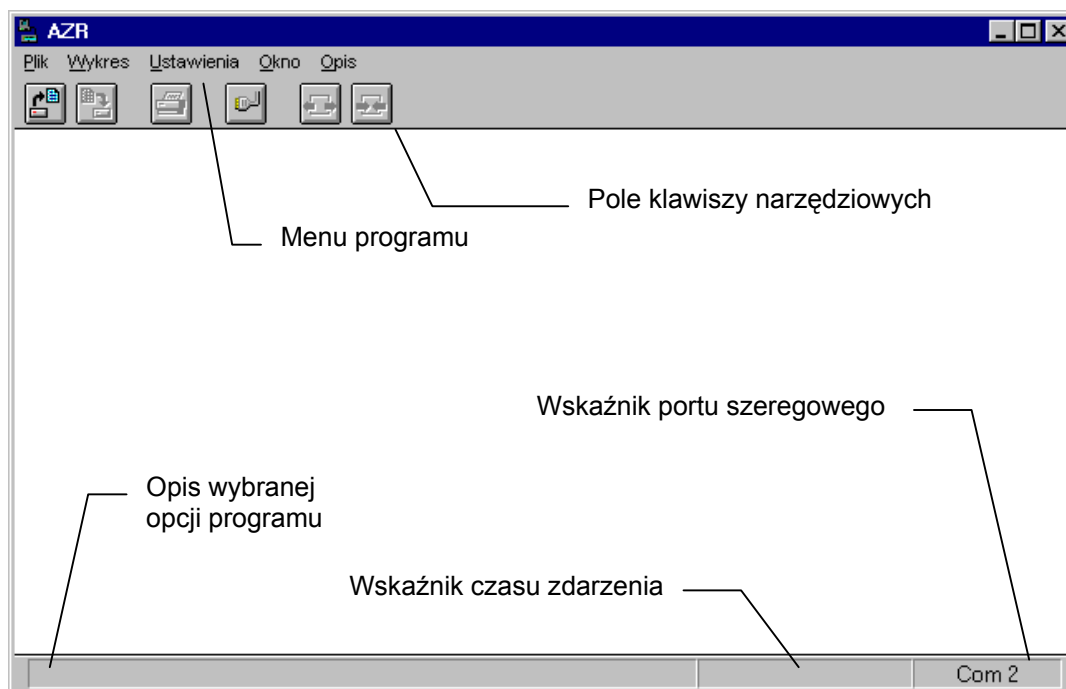 AZR
Plik Wykres Ustawienia Okno Opis
Pole klawiszy narzędziowych
Menu programu
Wskaźnik portu szeregowego
Opis wybranej
opcji programu
Wskaźnik czasu zdarzenia
Com 2